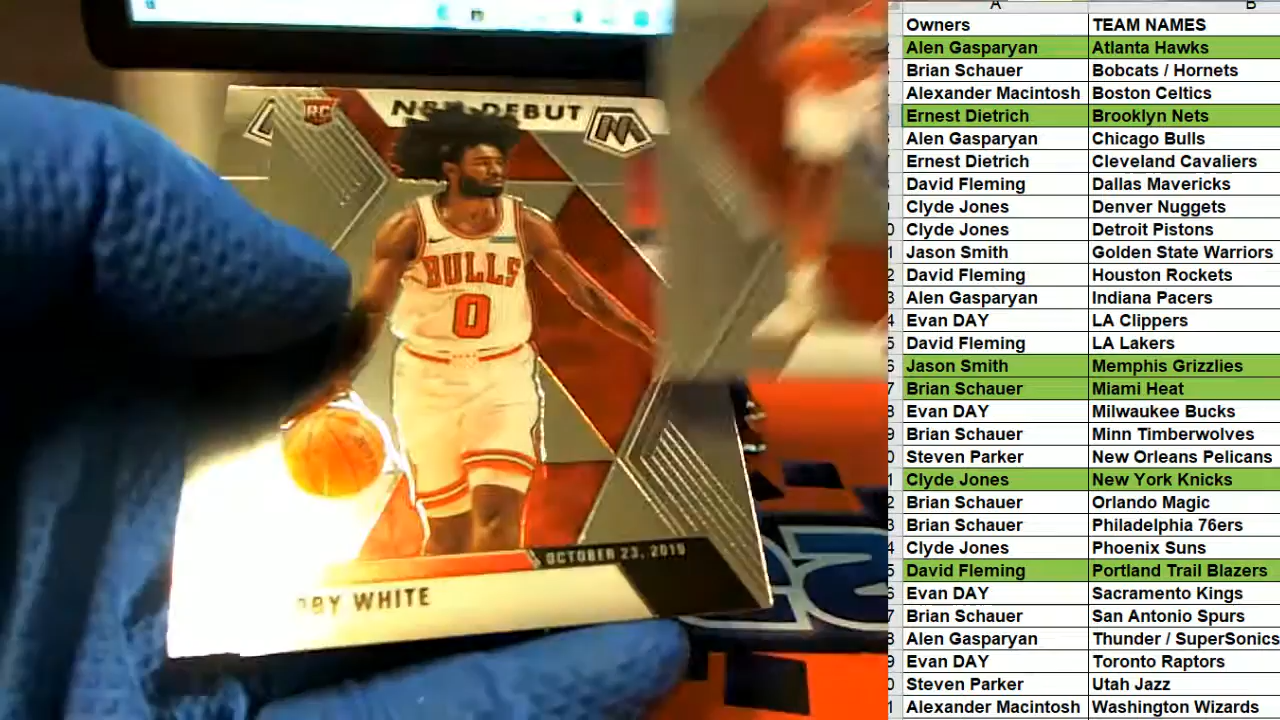 RC
NBA DEBUT
BULLS
0
OCTOBER 23, 2019
WHITE
A B
Owners TEAM NAMES
Alen Gasparyan Atlanta Hawks
Brian Schauer Bobcats / Hornets
Alexander Macintosh Boston Celtics
Ernest Dietrich Brooklyn Nets
Alen Gasparyan Chicago Bulls
Ernest Dietrich Cleveland Cavaliers
David Fleming Dallas Mavericks
Clyde Jones Denver Nuggets
Clyde Jones Detroit Pistons
Jason Smith Golden State Warriors
David Fleming Houston Rockets
Alen Gasparyan Indiana Pacers
Evan DAY LA Clippers
David Fleming LA Lakers
Jason Smith Memphis Grizzlies
Brian Schauer Miami Heat
Evan DAY Milwaukee Bucks
Brian Schauer Minn Timberwolves
Steven Parker New Orleans Pelicans
Clyde Jones New York Knicks
Brian Schauer Orlando Magic
Brian Schauer Philadelphia 76ers
Clyde Jones Phoenix Suns
David Fleming Portland Trail Blazers
Evan DAY Sacramento Kings
Brian Schauer San Antonio Spurs
Alen Gasparyan Thunder / SuperSonics
Evan DAY Toronto Raptors
Steven Parker Utah Jazz
Alexander Macintosh Washington Wizards